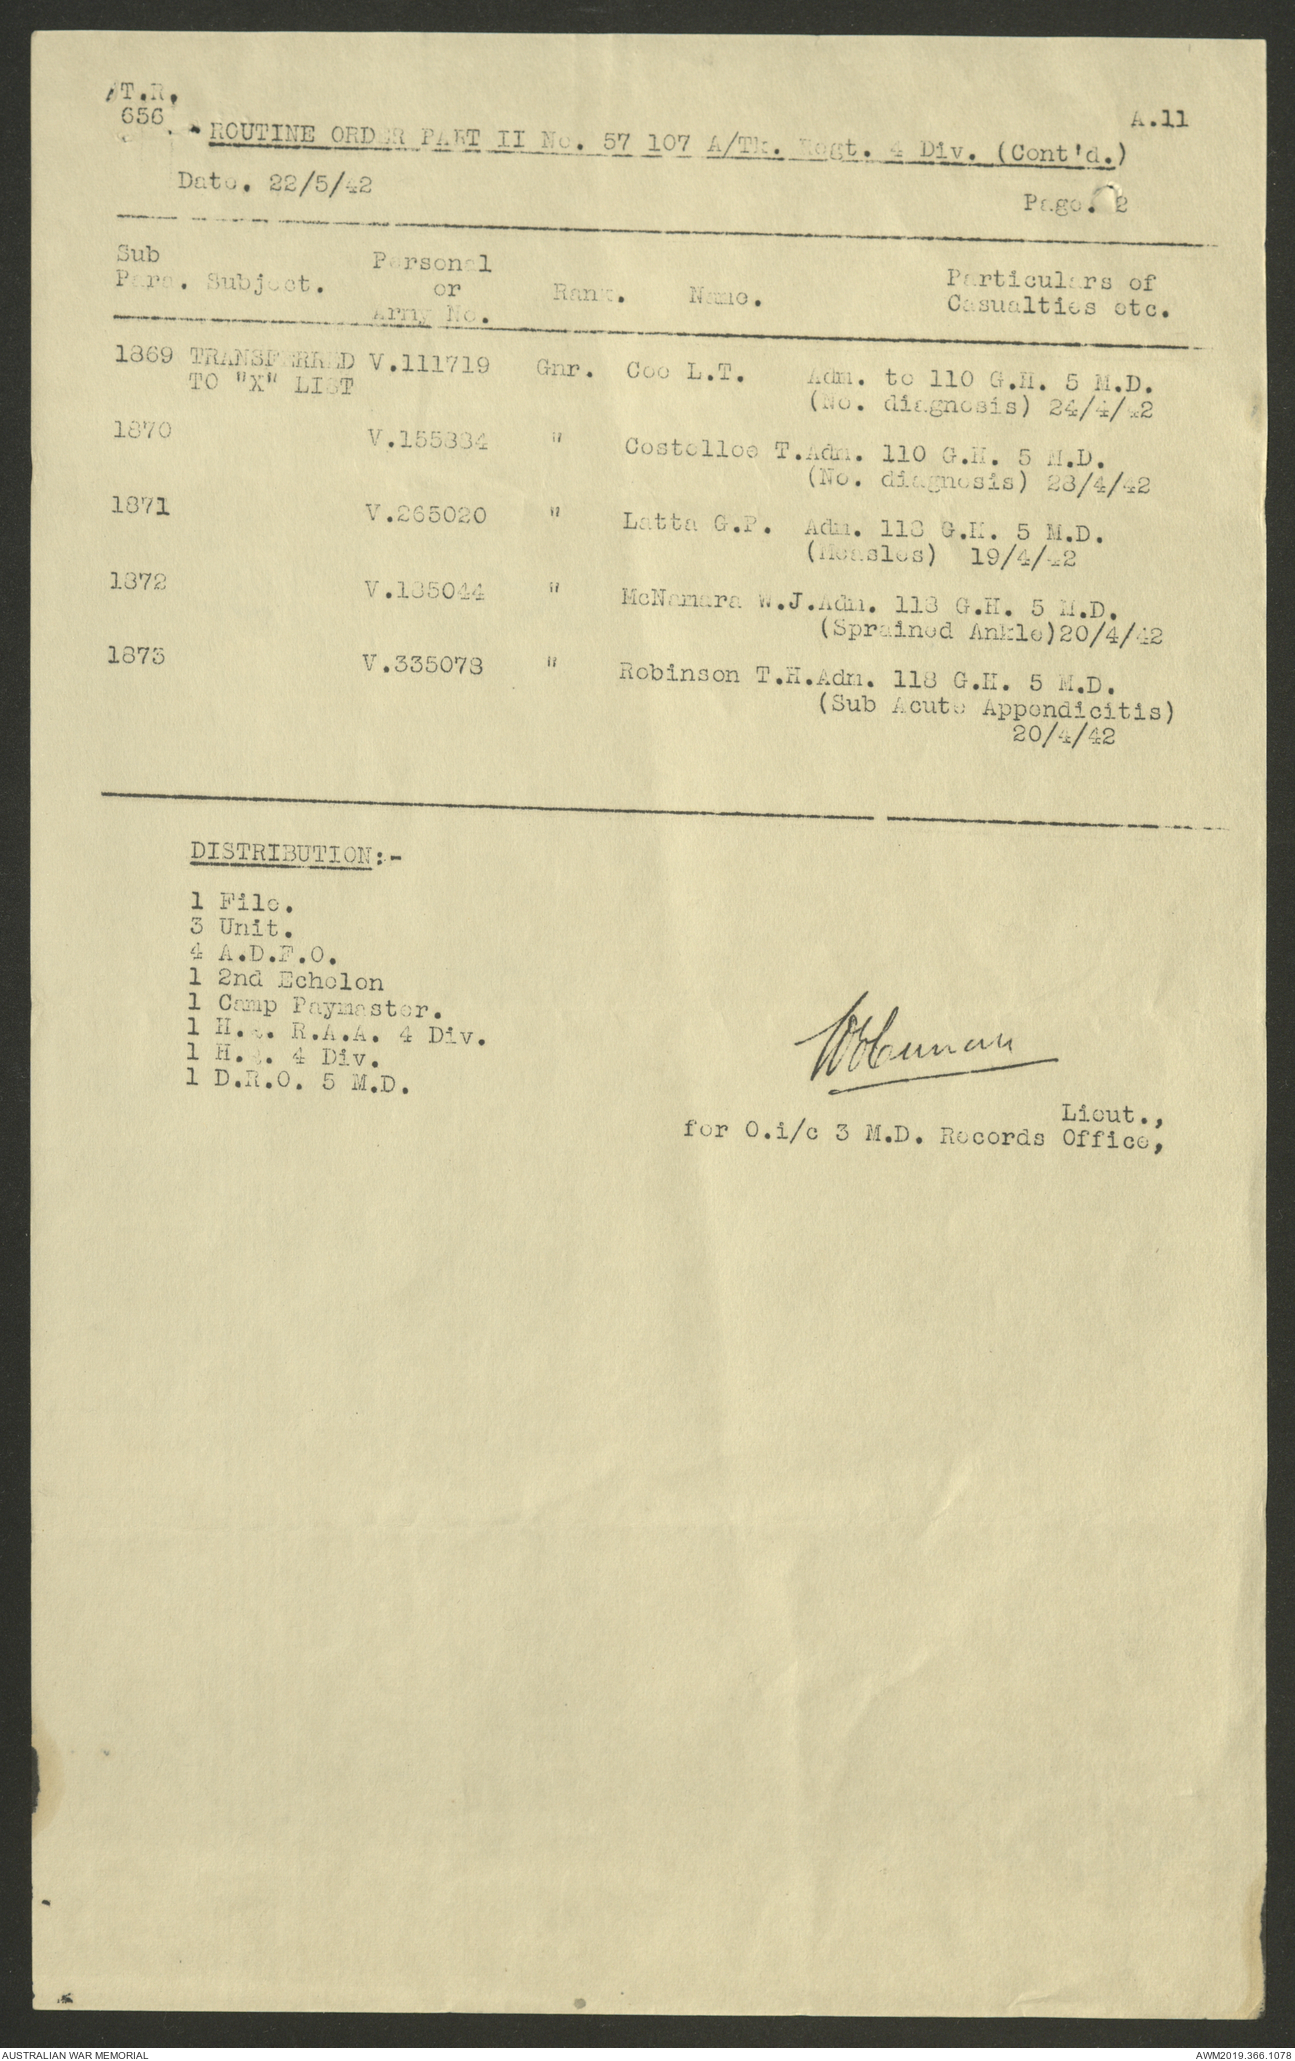 T.R.
656
A.11
ROUTINE ORDER PART II No. 57 107 A/Tk. Regt. 4 Div. (Cont'd.)
Date. 22/5/42
Page. 2
Sub Para. Subject. Personal or Army No. Rank. Name. Particulars of Casualties etc.
1869 TRANSFERRED V.111719 Gnr. Coe L.T. Adm. to 110 G.H. 5 M.D.
TO "X" LIST (No. diagnosis) 24/4/42
1870 V.155334 " Costelloe T. Adm. 110 G.H. 5 M.D.
(No. diagnosis) 28/4/42
1871 V.265020 " Latta G.P. Adm. 118 G.H. 5 M.D.
(Measles) 19/4/42
1872 V.185044 " McNamara W.J. Adm. 118 G.H. 5 M.D.
(Sprained Ankle) 20/4/42
1873 V.335078 " Robinson T.H. Adm. 118 G.H. 5 M.D.
(Sub Acute Appendicitis)
20/4/42
DISTRIBUTION:-
1 File.
3 Unit.
4 A.D.F.O.
1 2nd Echelon
1 Camp Paymaster.
1 H.Q. R.A.A. 4 Div.
1 H.Q. 4 Div.
1 D.R.O. 5 M.D.
Lieut.,
for O.i/c 3 M.D. Records Office,
AUSTRALIAN WAR MEMORIAL
AWM2019.366.1078